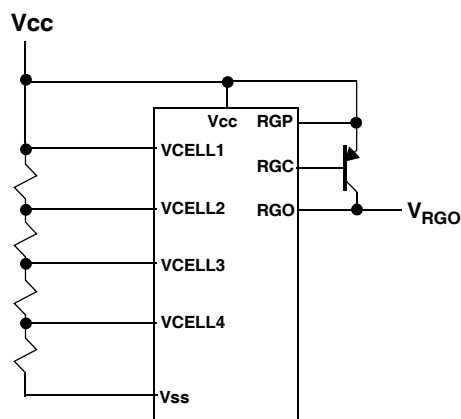 Vcc
Vcc
RGP
VCELL1
RGC
VCELL2
RGO
VRGO
VCELL3
VCELL4
Vss